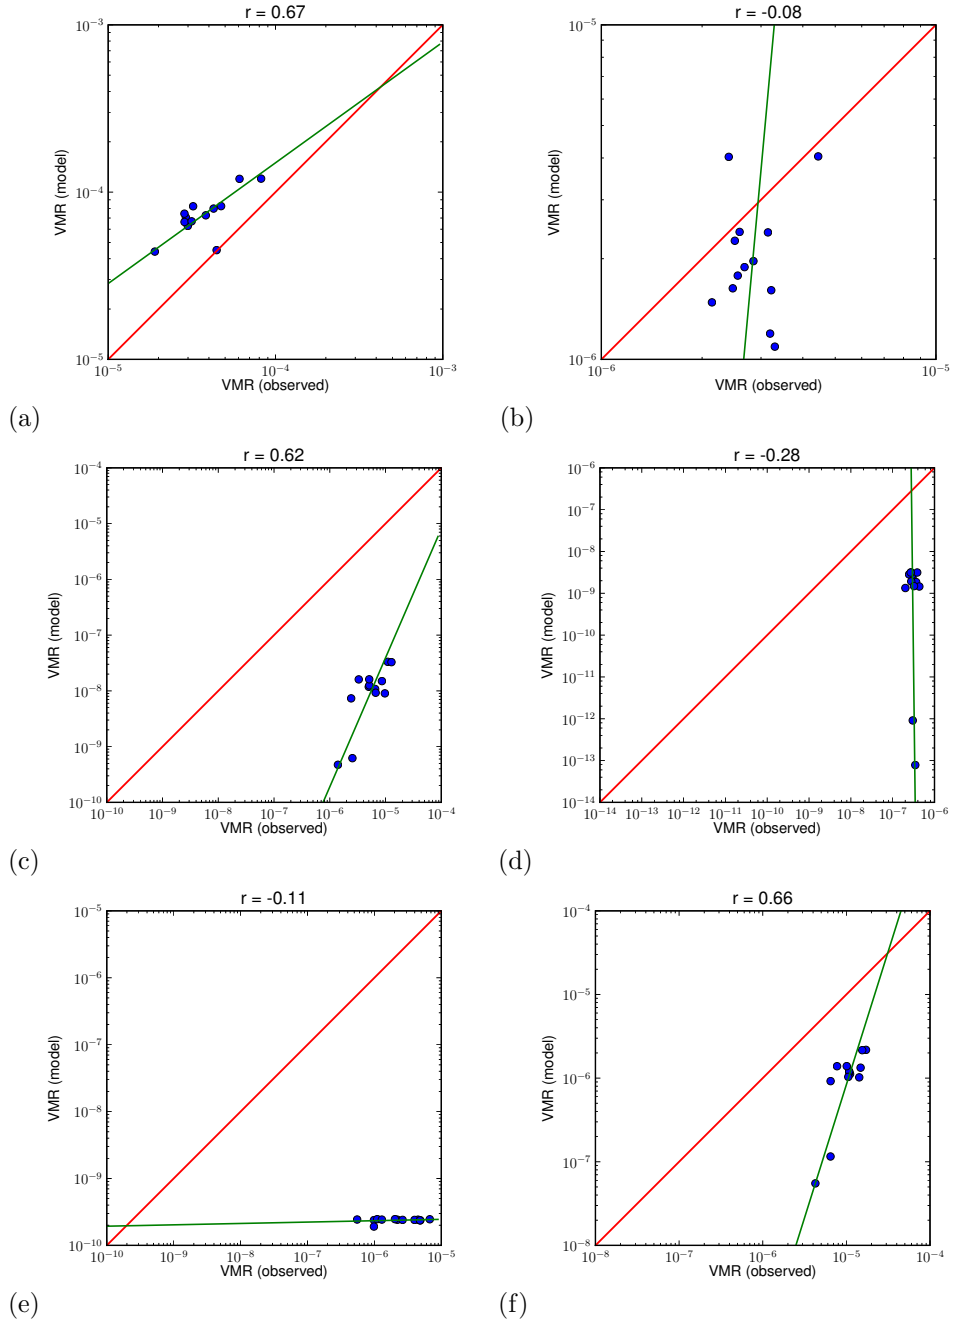 r = 0.67
10⁻³
10⁻⁴
10⁻⁵
VMR (model)
10⁻⁵ 10⁻⁴ 10⁻³
VMR (observed)
(a)
r = -0.08
10⁻⁵
10⁻⁶
VMR (model)
10⁻⁶ 10⁻⁵
VMR (observed)
(b)
r = 0.62
10⁻⁴
10⁻⁵
10⁻⁶
10⁻⁷
10⁻⁸
10⁻⁹
10⁻¹⁰
VMR (model)
10⁻¹⁰ 10⁻⁹ 10⁻⁸ 10⁻⁷ 10⁻⁶ 10⁻⁵ 10⁻⁴
VMR (observed)
(c)
r = -0.28
10⁻⁶
10⁻⁷
10⁻⁸
10⁻⁹
10⁻¹⁰
10⁻¹¹
10⁻¹²
10⁻¹³
10⁻¹⁴
VMR (model)
10⁻¹⁴ 10⁻¹³ 10⁻¹² 10⁻¹¹ 10⁻¹⁰ 10⁻⁹ 10⁻⁸ 10⁻⁷ 10⁻⁶
VMR (observed)
(d)
r = -0.11
10⁻⁵
10⁻⁶
10⁻⁷
10⁻⁸
10⁻⁹
10⁻¹⁰
VMR (model)
10⁻¹⁰ 10⁻⁹ 10⁻⁸ 10⁻⁷ 10⁻⁶ 10⁻⁵
VMR (observed)
(e)
r = 0.66
10⁻⁴
10⁻⁵
10⁻⁶
10⁻⁷
10⁻⁸
VMR (model)
10⁻⁸ 10⁻⁷ 10⁻⁶ 10⁻⁵ 10⁻⁴
VMR (observed)
(f)